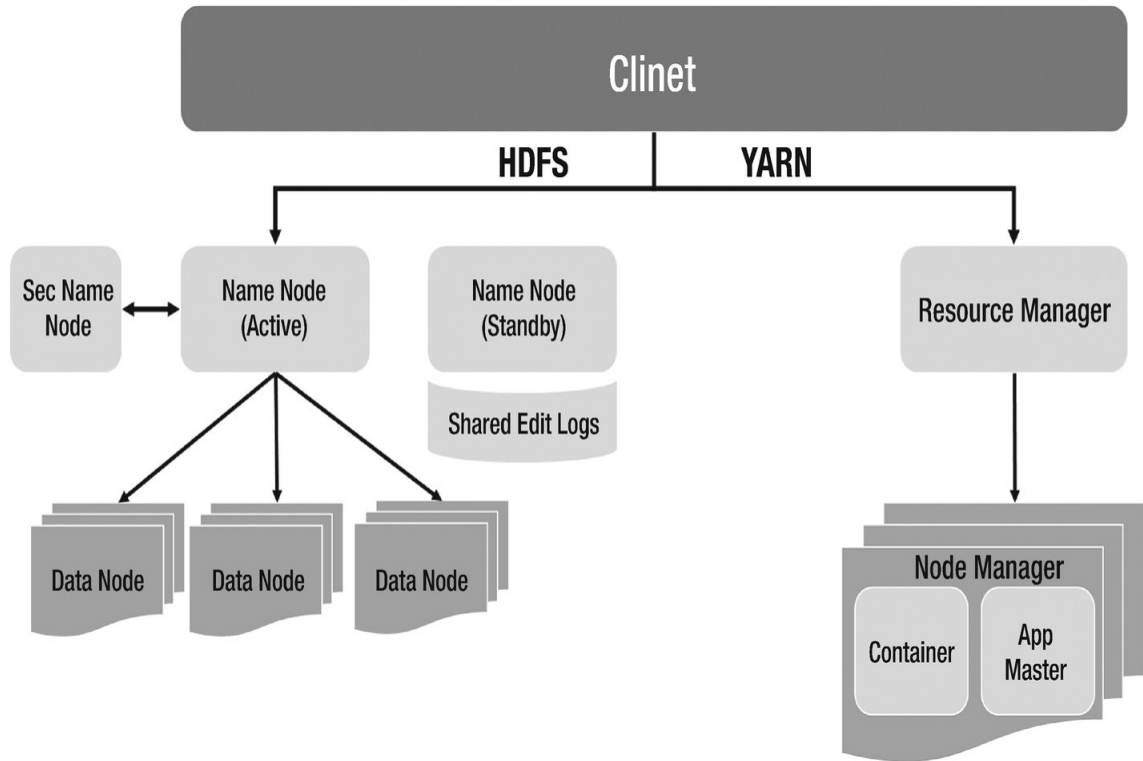 Clinet
HDFS
YARN
Sec Name
Node
Name Node
(Active)
Name Node
(Standby)
Resource Manager
Shared Edit Logs
Data Node
Data Node
Data Node
Node Manager
Container
App
Master